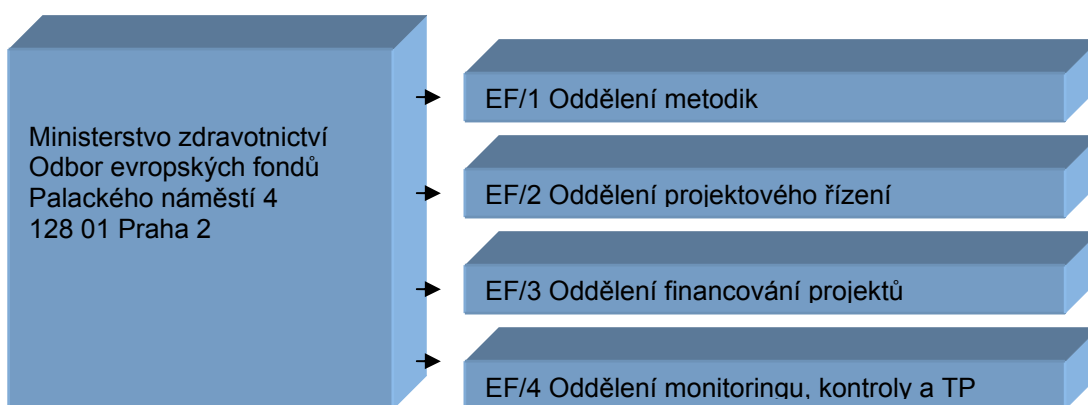 Ministerstvo zdravotnictví
Odbor evropských fondů
Palackého náměstí 4
128 01 Praha 2
EF/1 Oddělení metodik
EF/2 Oddělení projektového řízení
EF/3 Oddělení financování projektů
EF/4 Oddělení monitoringu, kontroly a TP